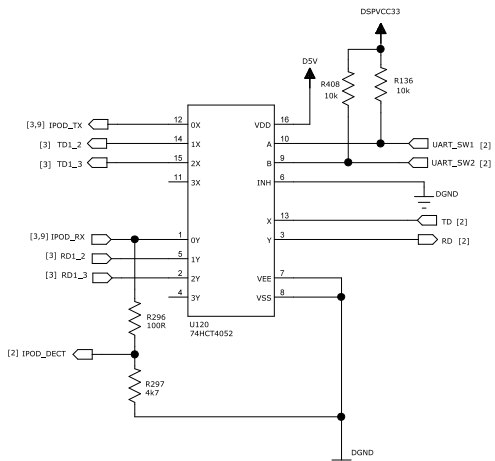 DSPVCC33
D5V
R408
10k
R136
10k
[3,9] IPOD_TX 12 0X VDD 16
[3] TD1_2 14 1X A 10 UART_SW1 [2]
[3] TD1_3 15 2X B 9 UART_SW2 [2]
11 3X INH 6
DGND
X 13 TD [2]
[3,9] IPOD_RX 1 0Y Y 3 RD [2]
[3] RD1_2 5 1Y
[3] RD1_3 2 2Y VEE 7
4 3Y VSS 8
R296
100R
U120
74HCT4052
[2] IPOD_DECT
R297
4k7
DGND